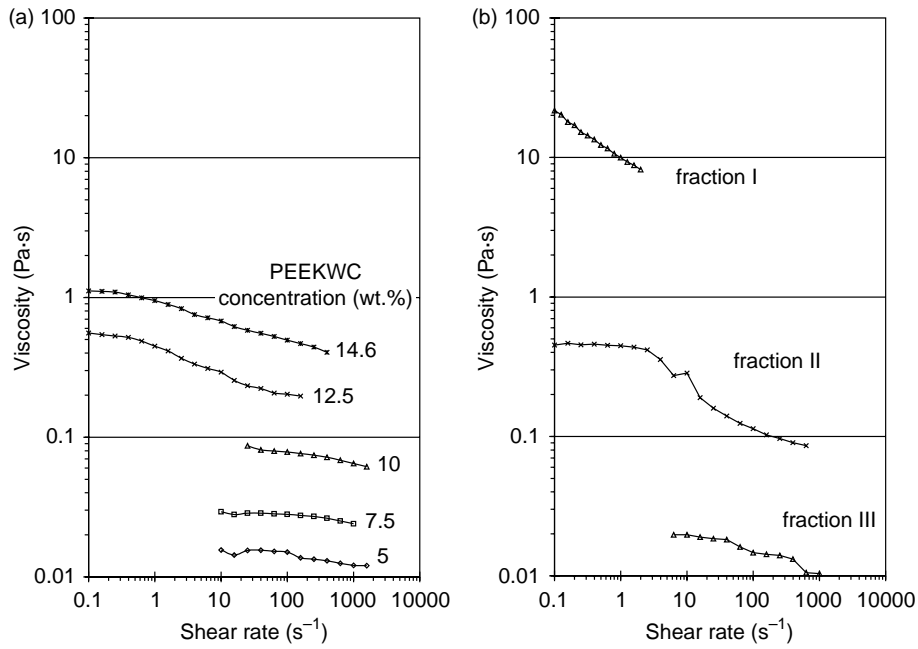 (a)
100
10
1
0.1
0.01
Viscosity (Pa·s)
PEEKWC
concentration (wt.%)
14.6
12.5
10
7.5
5
0.1 1 10 100 1000 10000
Shear rate (s⁻¹)
(b)
100
10
1
0.1
0.01
Viscosity (Pa·s)
fraction I
fraction II
fraction III
0.1 1 10 100 1000 10000
Shear rate (s⁻¹)